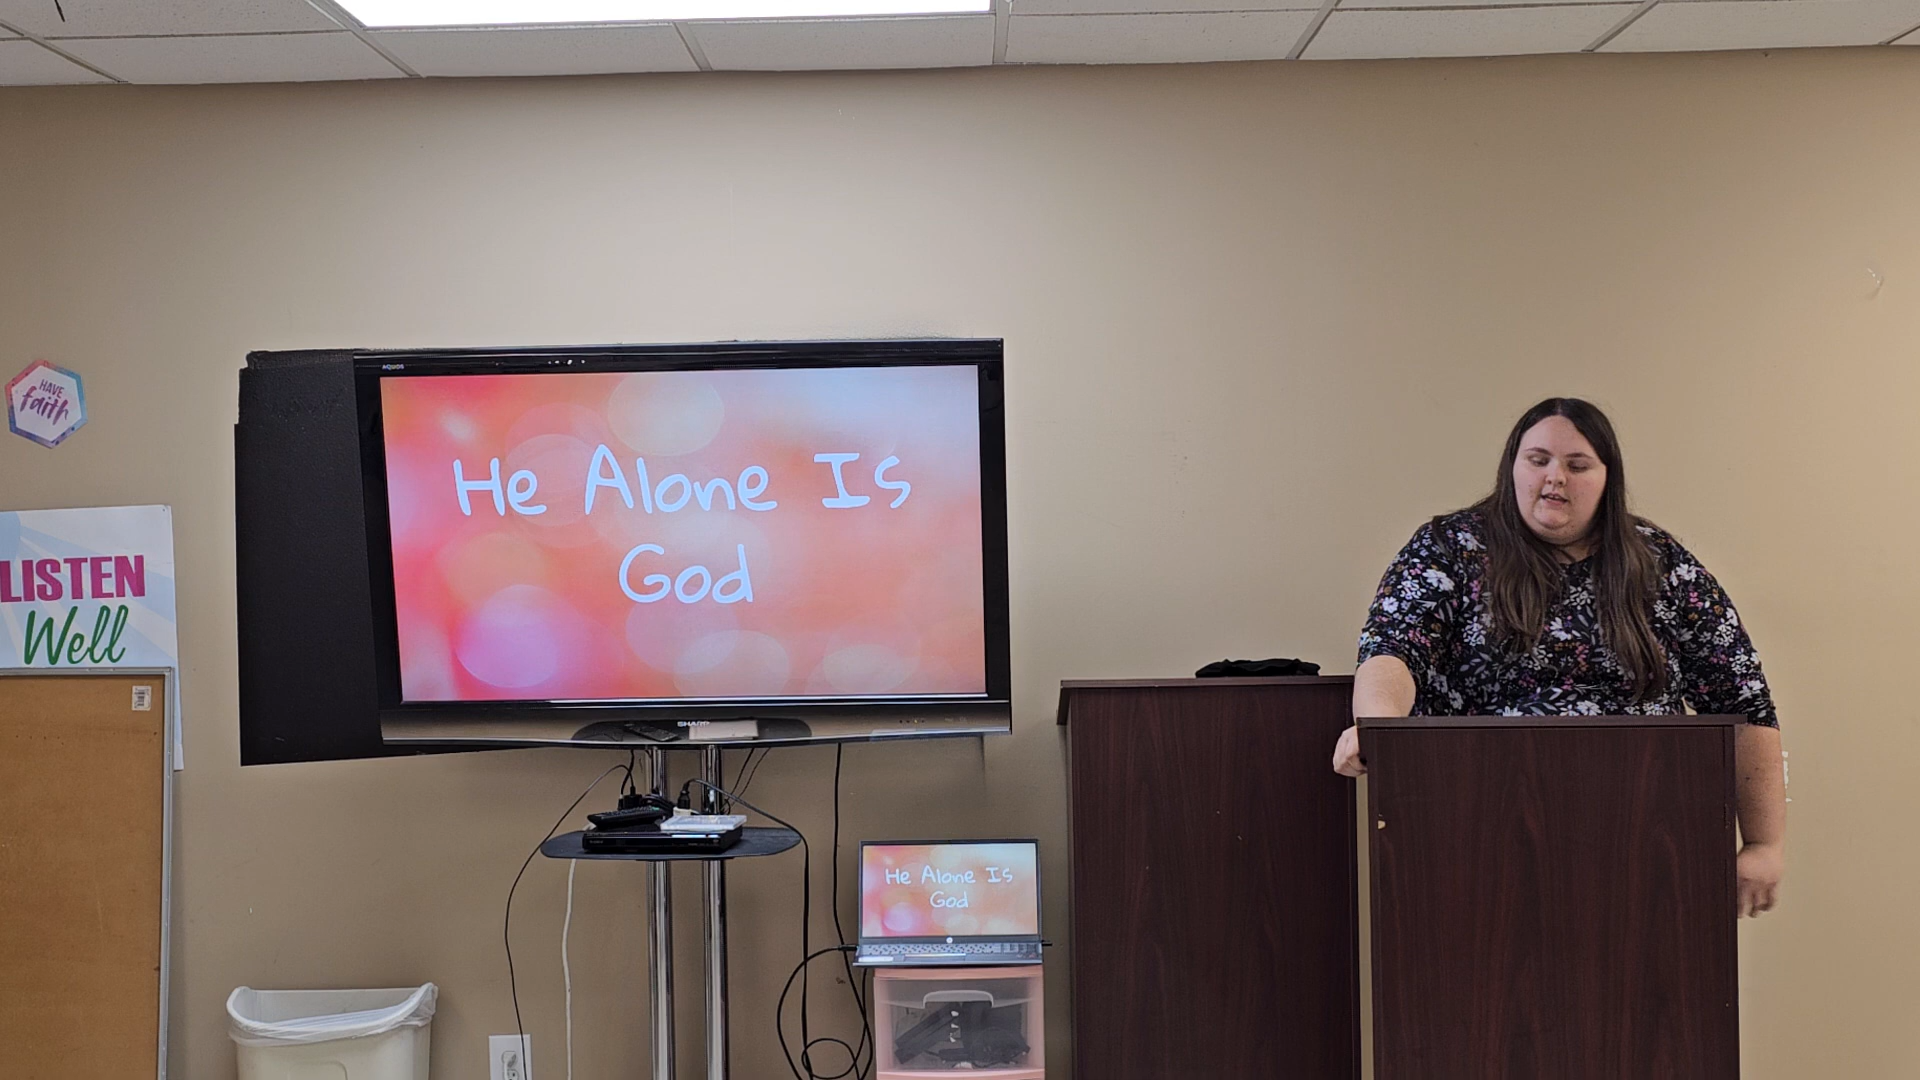 HAVE
faith
LISTEN
Well
AQUOS
He Alone Is
God
SHARP
He Alone Is
God